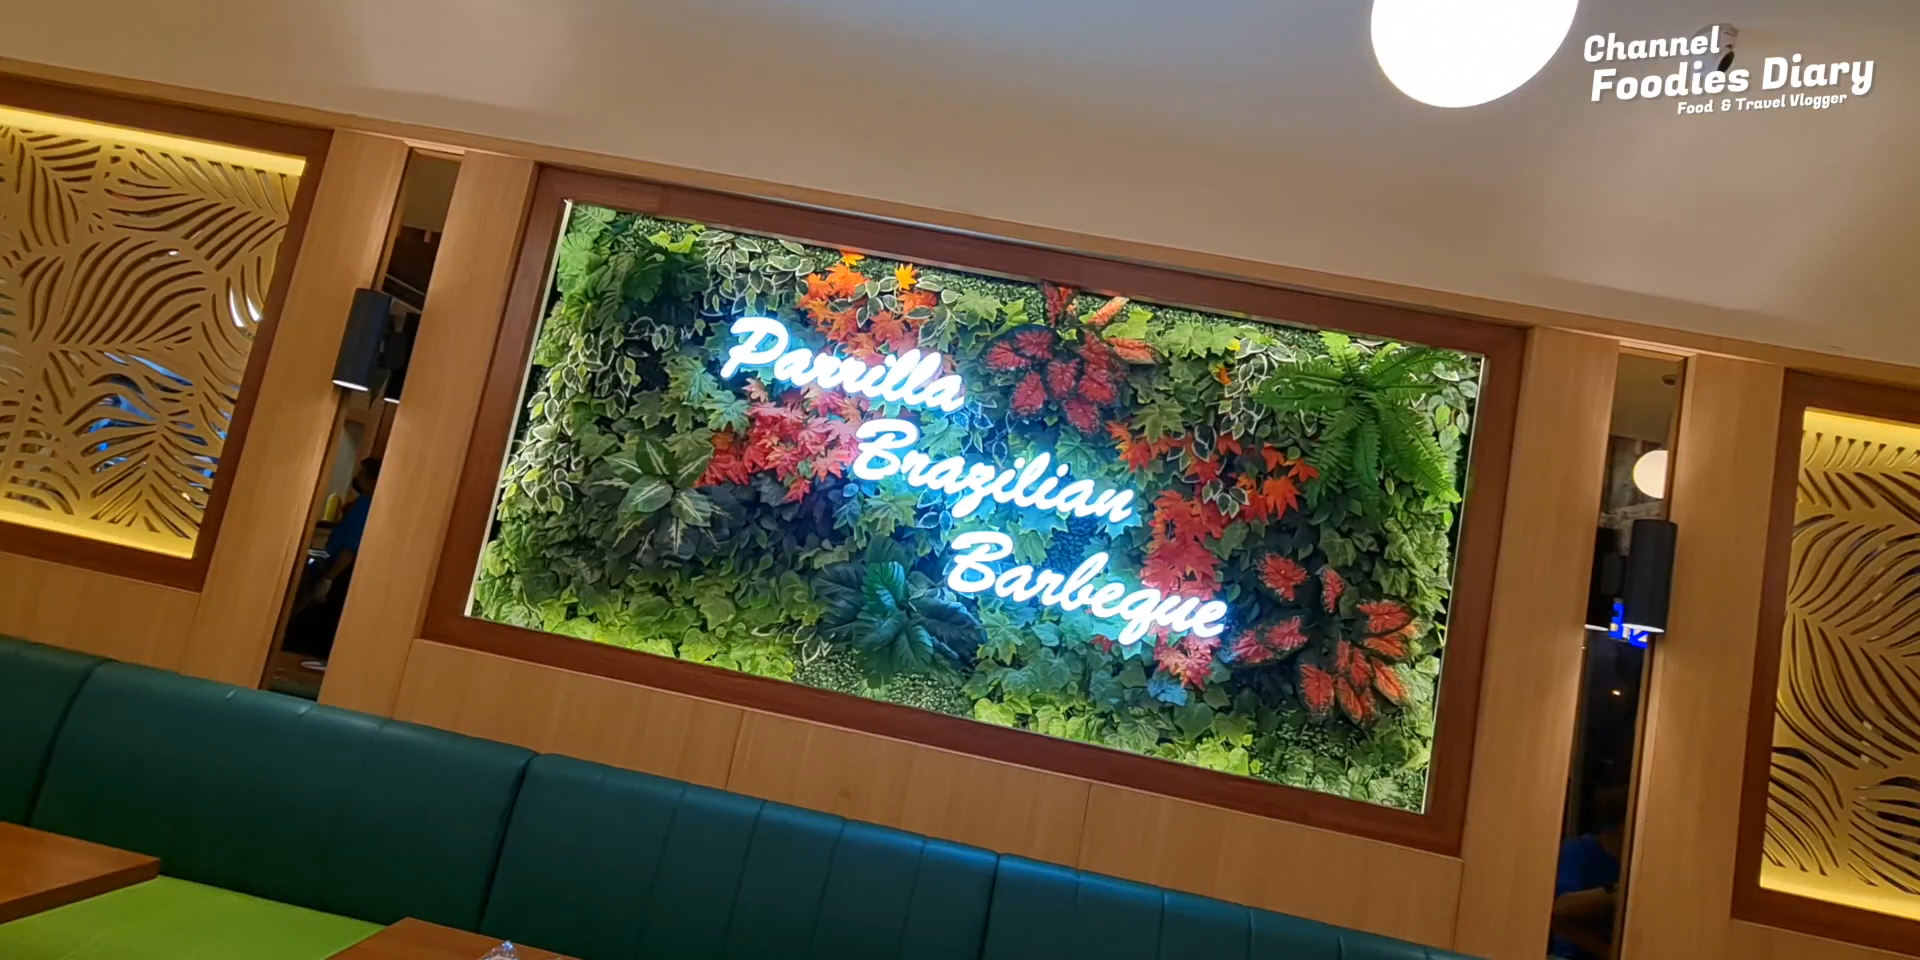 Channel
Foodies Diary
Food & Travel Vlogger
Parrilla
Brazilian
Barbeque